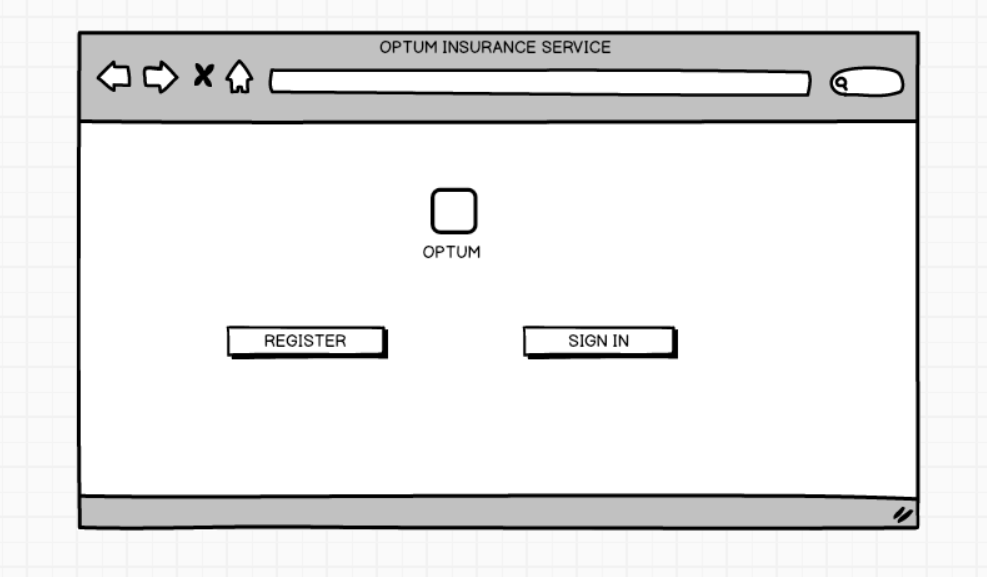 OPTUM INSURANCE SERVICE
OPTUM
REGISTER
SIGN IN